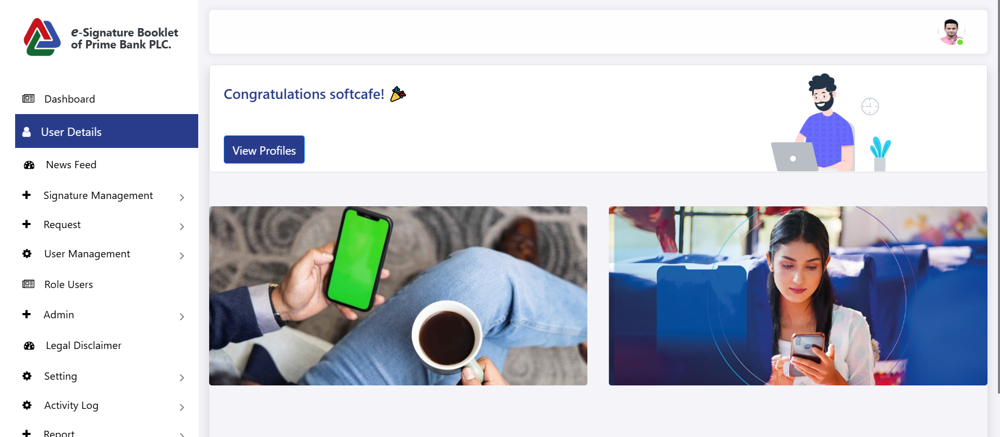 e-Signature Booklet
of Prime Bank PLC.
Dashboard
User Details
News Feed
Signature Management
Request
User Management
Role Users
Admin
Legal Disclaimer
Setting
Activity Log
Report
Congratulations softcafe! 🎉
View Profiles